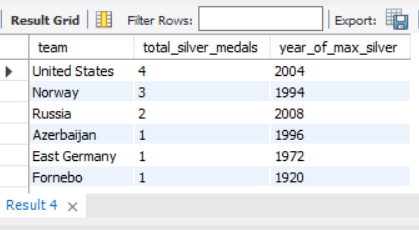 Result Grid Filter Rows: Export:
team total_silver_medals year_of_max_silver
United States 4 2004
Norway 3 1994
Russia 2 2008
Azerbaijan 1 1996
East Germany 1 1972
Fornebo 1 1920
Result 4 ×